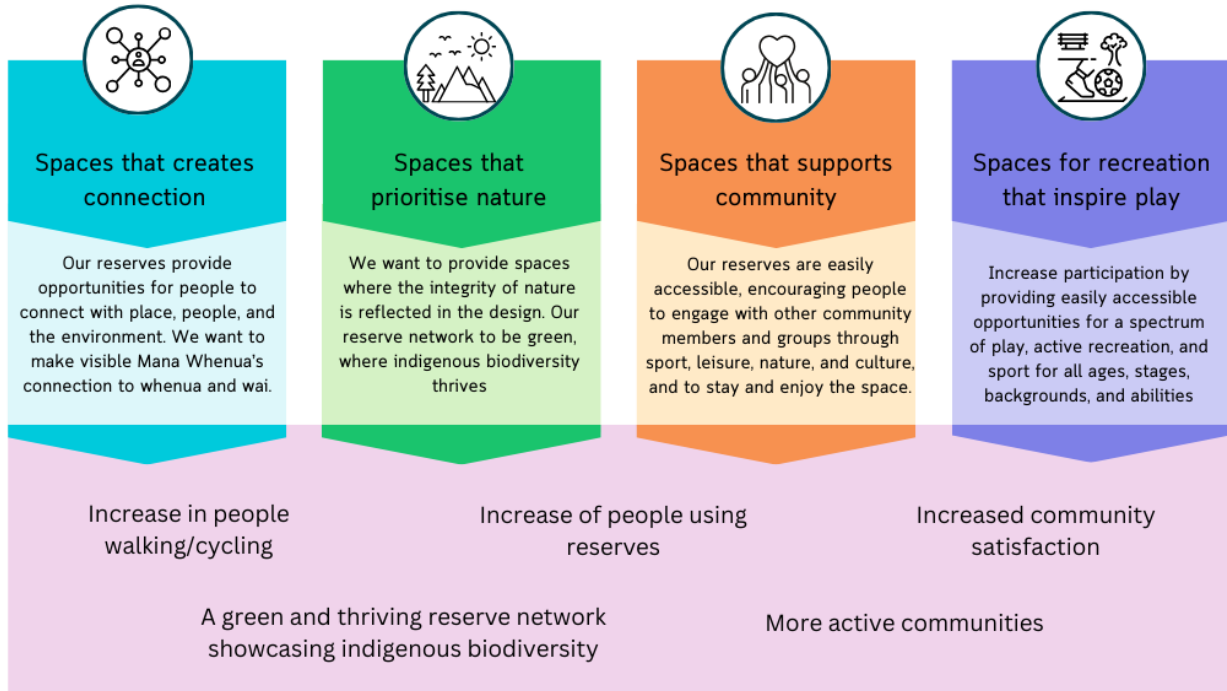 Spaces that creates
connection
Our reserves provide
opportunities for people to
connect with place, people, and
the environment. We want to
make visible Mana Whenua's
connection to whenua and wai.
Spaces that
prioritise nature
We want to provide spaces
where the integrity of nature
is reflected in the design. Our
reserve network to be green,
where indigenous biodiversity
thrives
Spaces that supports
community
Our reserves are easily
accessible, encouraging people
to engage with other community
members and groups through
sport, leisure, nature, and culture,
and to stay and enjoy the space.
Spaces for recreation
that inspire play
Increase participation by
providing easily accessible
opportunities for a spectrum
of play, active recreation, and
sport for all ages, stages,
backgrounds, and abilities
Increase in people
walking/cycling
Increase of people using
reserves
Increased community
satisfaction
A green and thriving reserve network
showcasing indigenous biodiversity
More active communities